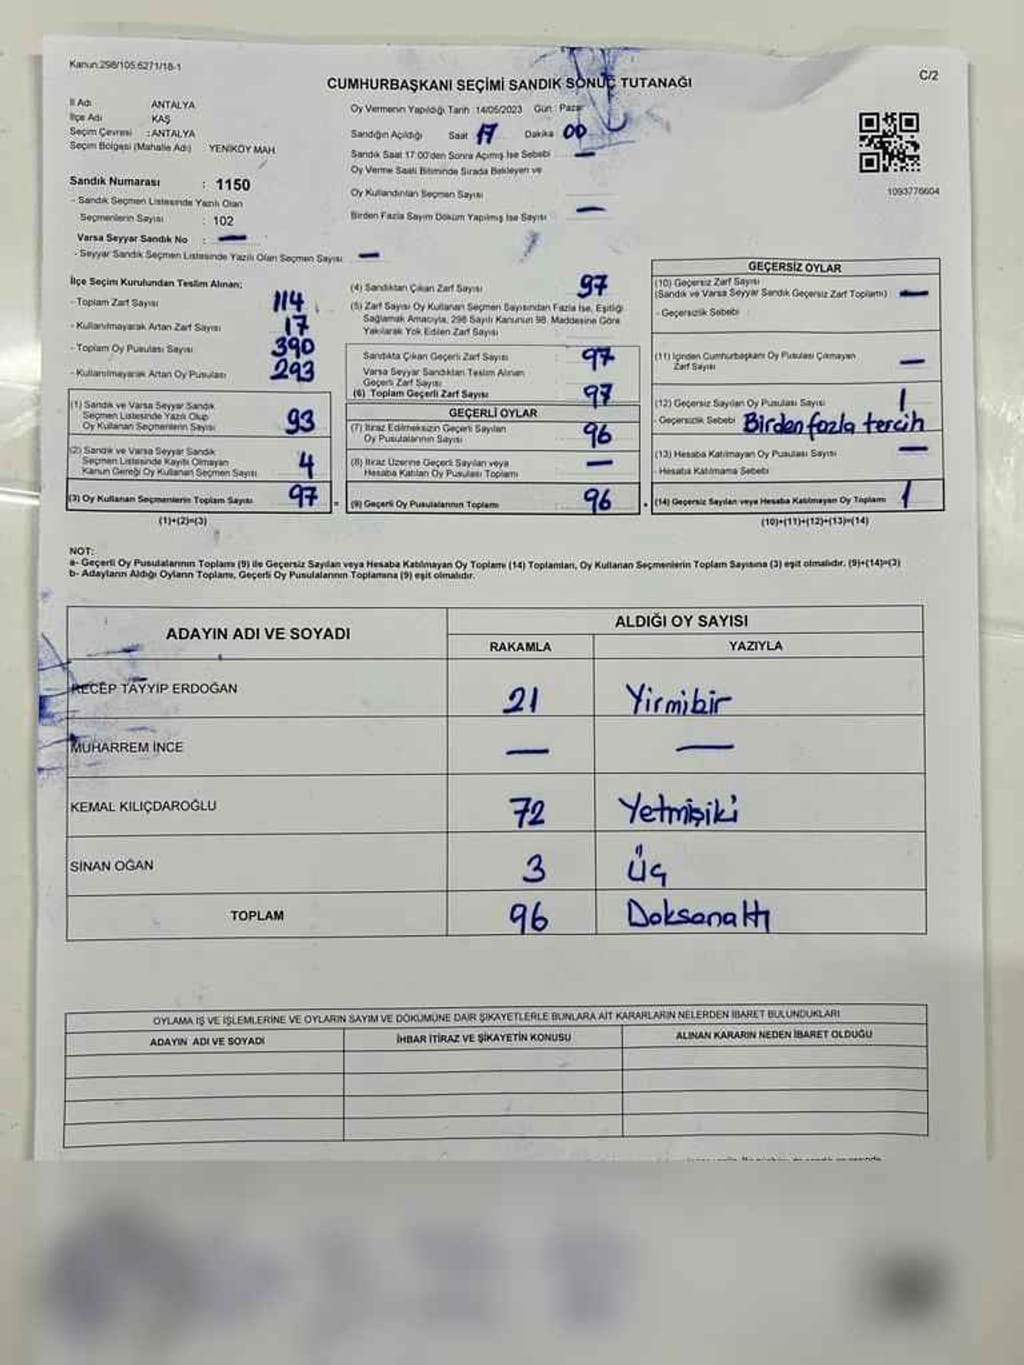 Kanun:298/105.6271/18-1
C/2
CUMHURBAŞKANI SEÇİMİ SANDIK SONUÇ TUTANAĞI
İl Adı ANTALYA
İlçe Adı KAŞ
Seçim Çevresi : ANTALYA
Seçim Bölgesi (Mahalle Adı) YENİKÖY MAH.
Sandık Numarası : 1150
- Sandık Seçmen Listesinde Yazılı Olan
Seçmenlerin Sayısı : 102
Varsa Seyyar Sandık No : —
- Seyyar Sandık Seçmen Listesinde Yazılı Olan Seçmen Sayısı: —
Oy Vermenin Yapıldığı Tarih :14/05/2023 Gün : Pazar
Sandığın Açıldığı Saat 17 Dakika 00
Sandık Saat 17:00'den Sonra Açılmış İse Sebebi —
Oy Verme Saati Bitiminde Sırada Bekleyen ve
Oy Kullandırılan Seçmen Sayısı
Birden Fazla Sayım Döküm Yapılmış İse Sayısı —
1093776604
İlçe Seçim Kurulundan Teslim Alınan;
- Toplam Zarf Sayısı 114
- Kullanılmayarak Artan Zarf Sayısı 17
- Toplam Oy Pusulası Sayısı 390
- Kullanılmayarak Artan Oy Pusulası 293
(1) Sandık ve Varsa Seyyar Sandık
Seçmen Listesinde Yazılı Olup
Oy Kullanan Seçmenlerin Sayısı 93
(2) Sandık ve Varsa Seyyar Sandık
Seçmen Listesinde Kayıtlı Olmayan
Kanun Gereği Oy Kullanan Seçmen Sayısı 4
(3) Oy Kullanan Seçmenlerin Toplam Sayısı 97 =
(1)+(2)=(3)
(4) Sandıktan Çıkan Zarf Sayısı 97
(5) Zarf Sayısı Oy Kullanan Seçmen Sayısından Fazla İse, Eşitliği
Sağlamak Amacıyla, 298 Sayılı Kanunun 98. Maddesine Göre
Yakılarak Yok Edilen Zarf Sayısı
Sandıkta Çıkan Geçerli Zarf Sayısı : 97
Varsa Seyyar Sandıktan Teslim Alınan
Geçerli Zarf Sayısı
(6) Toplam Geçerli Zarf Sayısı 97
GEÇERLİ OYLAR
(7) İtiraz Edilmeksizin Geçerli Sayılan
Oy Pusulalarının Sayısı 96
(8) İtiraz Üzerine Geçerli Sayılan veya
Hesaba Katılan Oy Pusulası Toplamı —
(9) Geçerli Oy Pusulalarının Toplamı 96 +
GEÇERSİZ OYLAR
(10) Geçersiz Zarf Sayısı
(Sandık ve Varsa Seyyar Sandık Geçersiz Zarf Toplamı) : —
- Geçersizlik Sebebi :
(11) İçinden Cumhurbaşkanı Oy Pusulası Çıkmayan
Zarf Sayısı —
(12) Geçersiz Sayılan Oy Pusulası Sayısı 1
- Geçersizlik Sebebi Birden fazla tercih
(13) Hesaba Katılmayan Oy Pusulası Sayısı —
- Hesaba Katılmama Sebebi
(14) Geçersiz Sayılan veya Hesaba Katılmayan Oy Toplamı 1
(10)+(11)+(12)+(13)=(14)
NOT:
a- Geçerli Oy Pusulalarının Toplamı (9) ile Geçersiz Sayılan veya Hesaba Katılmayan Oy Toplamı (14) Toplamları, Oy Kullanan Seçmenlerin Toplam Sayısına (3) eşit olmalıdır. (9)+(14)=(3)
b- Adayların Aldığı Oyların Toplamı, Geçerli Oy Pusulalarının Toplamına (9) eşit olmalıdır.
ADAYIN ADI VE SOYADI
ALDIĞI OY SAYISI
RAKAMLA YAZIYLA
RECEP TAYYİP ERDOĞAN 21 Yirmibir
MUHARREM İNCE — —
KEMAL KILIÇDAROĞLU 72 Yetmişiki
SİNAN OĞAN 3 Üç
TOPLAM 96 Doksanaltı
OYLAMA İŞ VE İŞLEMLERİNE VE OYLARIN SAYIM VE DÖKÜMÜNE DAİR ŞİKAYETLERLE BUNLARA AİT KARARLARIN NELERDEN İBARET BULUNDUKLARI
ADAYIN ADI VE SOYADI İHBAR İTİRAZ VE ŞİKAYETİN KONUSU ALINAN KARARIN NEDEN İBARET OLDUĞU